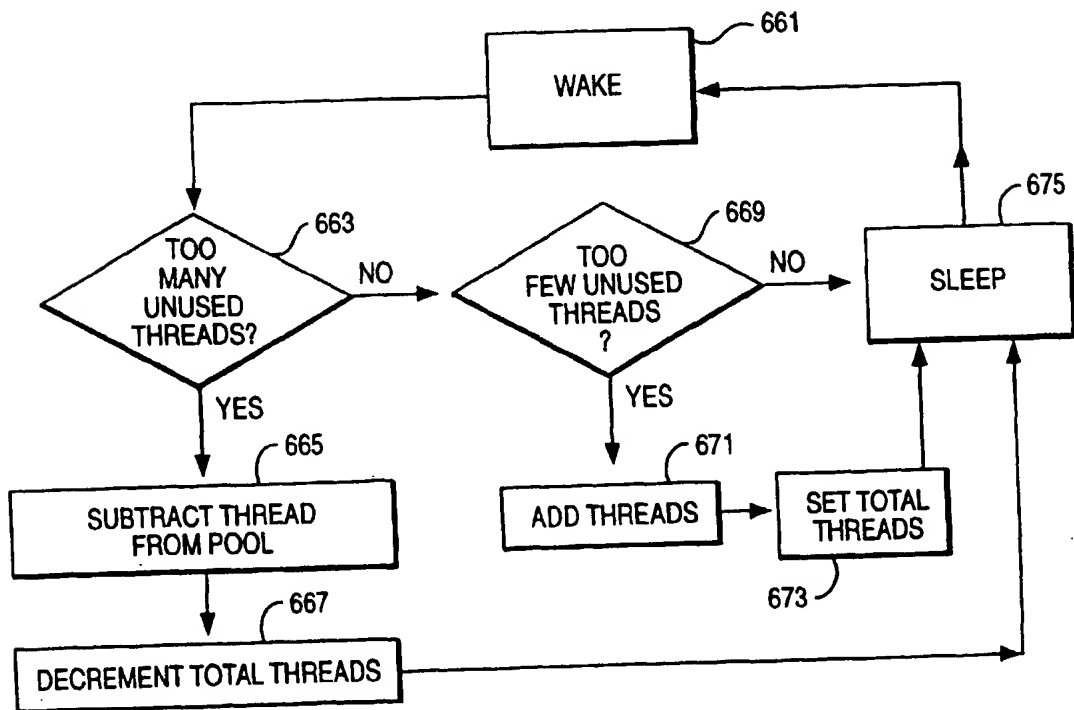 661
WAKE
663
TOO
MANY
UNUSED
THREADS?
NO
669
TOO
FEW UNUSED
THREADS
?
NO
675
SLEEP
YES
YES
665
SUBTRACT THREAD
FROM POOL
671
ADD THREADS
SET TOTAL
THREADS
673
667
DECREMENT TOTAL THREADS